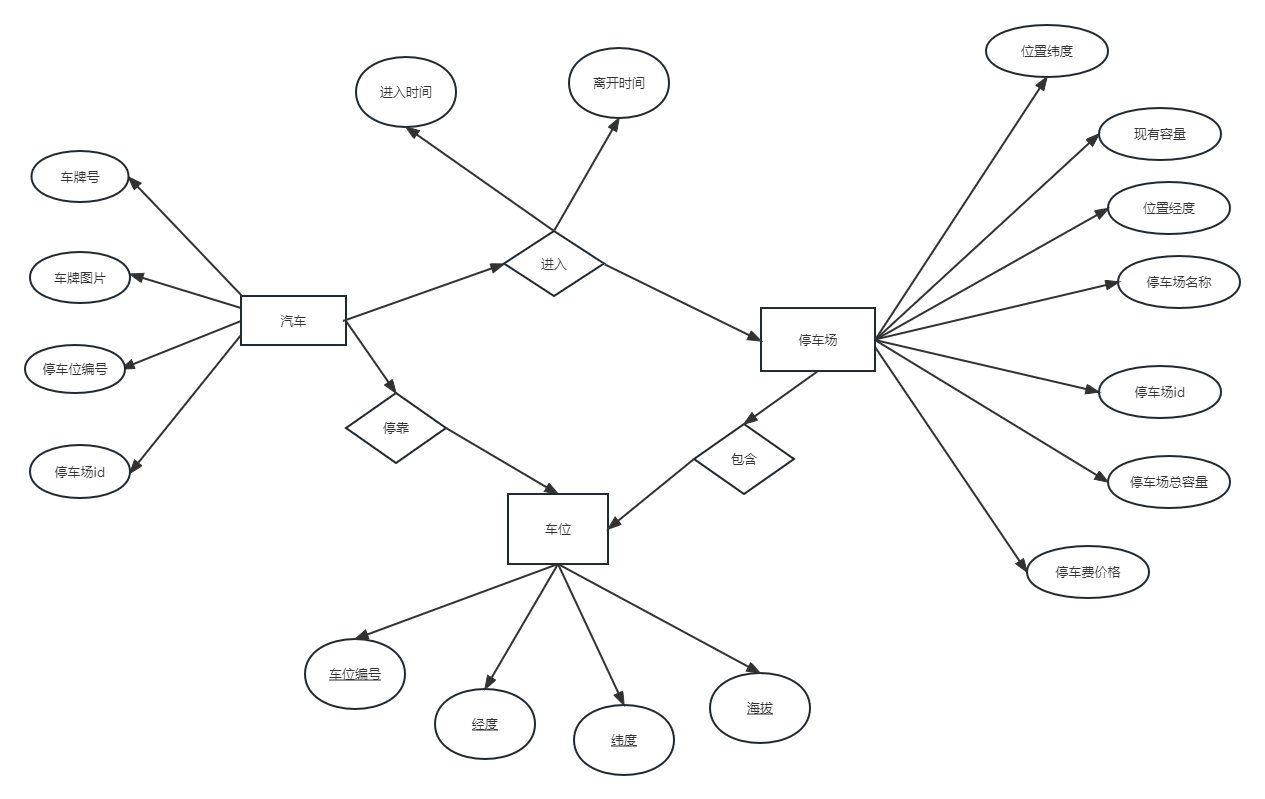 位置纬度
进入时间
离开时间
现有容量
车牌号
位置经度
车牌图片
进入
停车场名称
汽车
停车场
停车位编号
停车场id
停靠
包含
停车场id
停车场总容量
车位
停车费价格
车位编号
经度
纬度
海拔